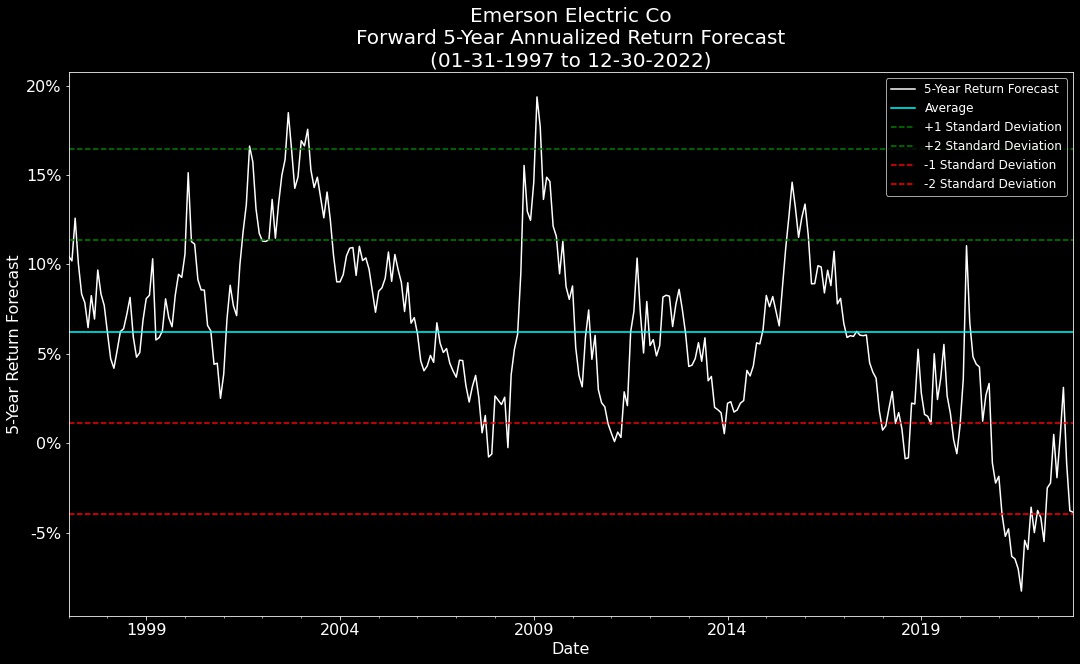 Emerson Electric Co
Forward 5-Year Annualized Return Forecast
(01-31-1997 to 12-30-2022)
5-Year Return Forecast
Average
+1 Standard Deviation
+2 Standard Deviation
-1 Standard Deviation
-2 Standard Deviation
5-Year Return Forecast
20%
15%
10%
5%
0%
-5%
1999 2004 2009 2014 2019
Date